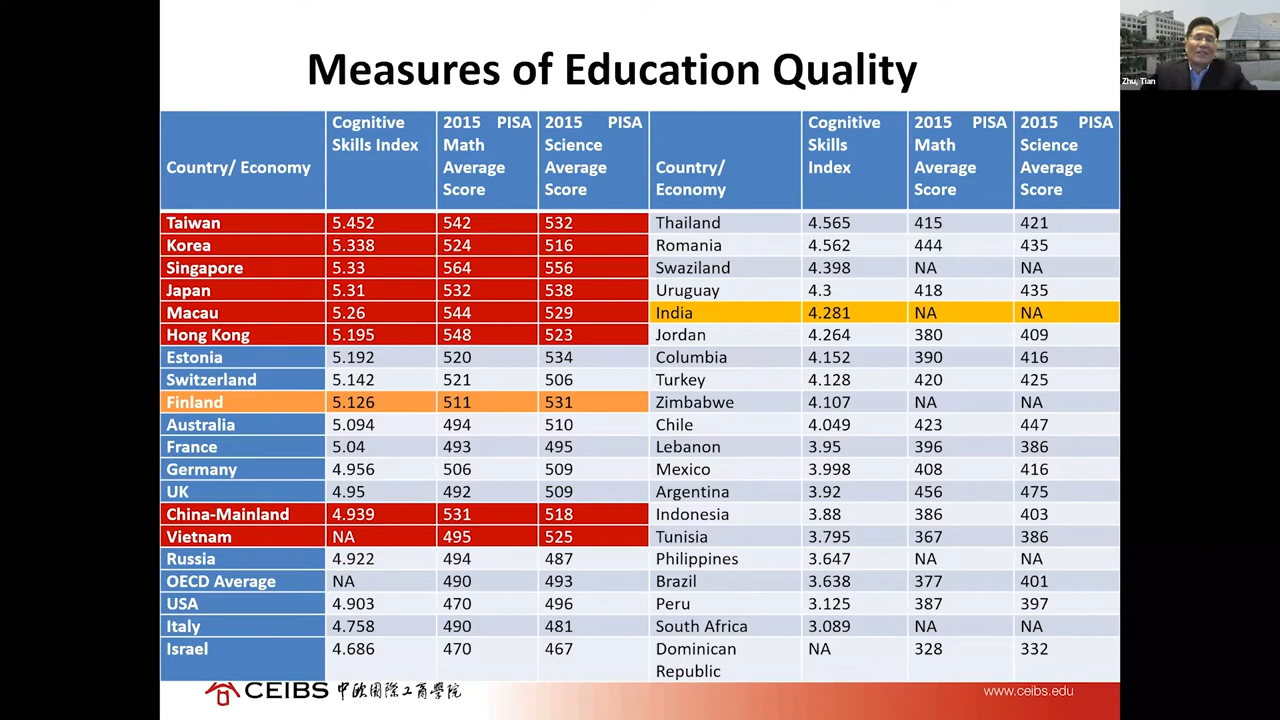 Measures of Education Quality
Zhu, Tian
Country/ Economy | Cognitive Skills Index | 2015 PISA Math Average Score | 2015 PISA Science Average Score | Country/ Economy | Cognitive Skills Index | 2015 PISA Math Average Score | 2015 PISA Science Average Score
Taiwan 5.452 542 532 Thailand 4.565 415 421
Korea 5.338 524 516 Romania 4.562 444 435
Singapore 5.33 564 556 Swaziland 4.398 NA NA
Japan 5.31 532 538 Uruguay 4.3 418 435
Macau 5.26 544 529 India 4.281 NA NA
Hong Kong 5.195 548 523 Jordan 4.264 380 409
Estonia 5.192 520 534 Columbia 4.152 390 416
Switzerland 5.142 521 506 Turkey 4.128 420 425
Finland 5.126 511 531 Zimbabwe 4.107 NA NA
Australia 5.094 494 510 Chile 4.049 423 447
France 5.04 493 495 Lebanon 3.95 396 386
Germany 4.956 506 509 Mexico 3.998 408 416
UK 4.95 492 509 Argentina 3.92 456 475
China-Mainland 4.939 531 518 Indonesia 3.88 386 403
Vietnam NA 495 525 Tunisia 3.795 367 386
Russia 4.922 494 487 Philippines 3.647 NA NA
OECD Average NA 490 493 Brazil 3.638 377 401
USA 4.903 470 496 Peru 3.125 387 397
Italy 4.758 490 481 South Africa 3.089 NA NA
Israel 4.686 470 467 Dominican Republic NA 328 332
CEIBS 中欧国际工商学院
www.ceibs.edu